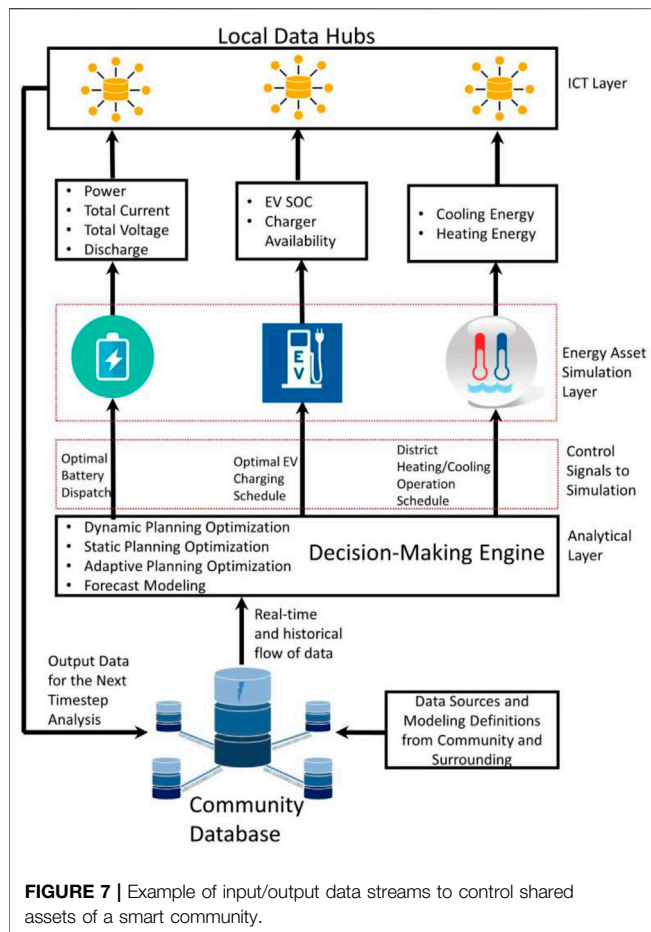 Local Data Hubs
ICT Layer
• Power
• Total Current
• Total Voltage
• Discharge
• EV SOC
• Charger
Availability
• Cooling Energy
• Heating Energy
E
V
Energy Asset
Simulation
Layer
Optimal
Battery
Dispatch
Optimal EV
Charging
Schedule
District
Heating/Cooling
Operation
Schedule
Control
Signals to
Simulation
• Dynamic Planning Optimization
• Static Planning Optimization
• Adaptive Planning Optimization
• Forecast Modeling
Decision-Making Engine
Analytical
Layer
Real-time
and historical
flow of data
Output Data
for the Next
Timestep
Analysis
Data Sources and
Modeling Definitions
from Community and
Surrounding
Community
Database
FIGURE 7 | Example of input/output data streams to control shared
assets of a smart community.